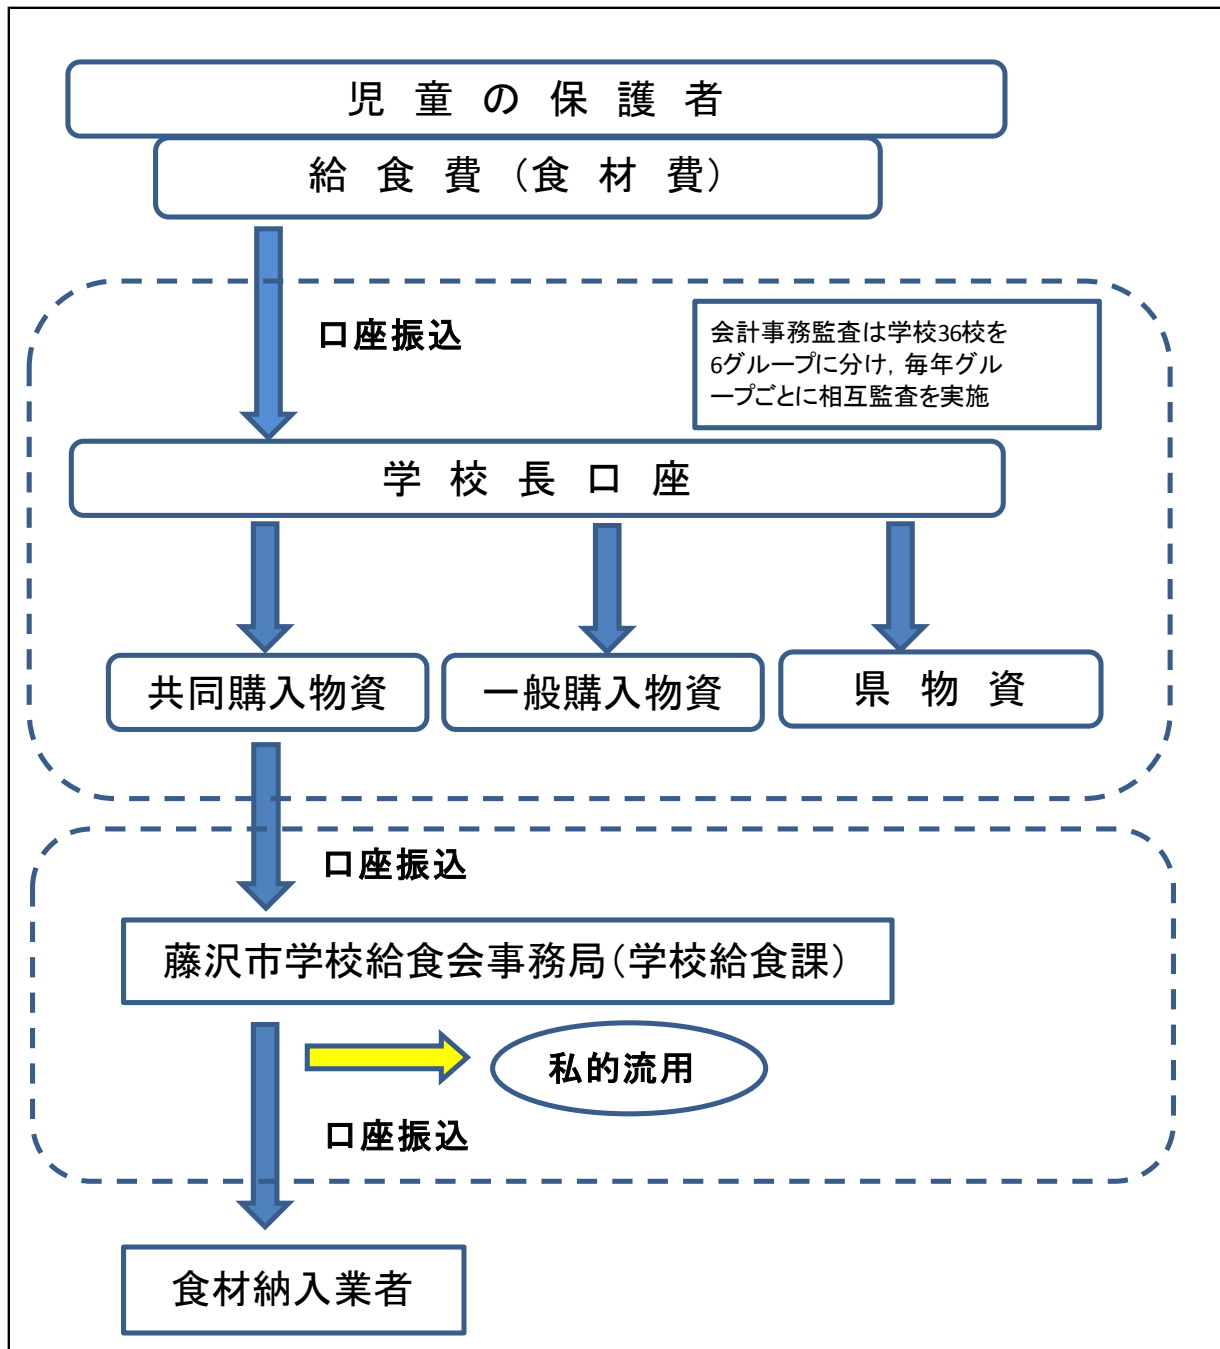 児童の保護者
給食費（食材費）
口座振込
会計事務監査は学校36校を
6グループに分け，毎年グル
ープごとに相互監査を実施
学校長口座
共同購入物資
一般購入物資
県物資
口座振込
藤沢市学校給食会事務局（学校給食課）
私的流用
口座振込
食材納入業者